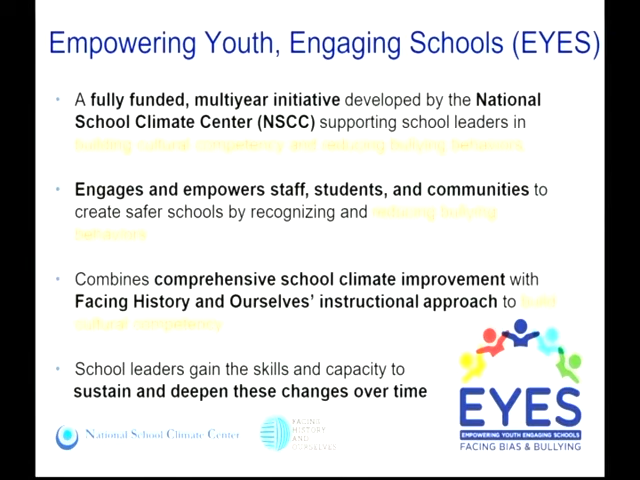 Empowering Youth, Engaging Schools (EYES)
• A fully funded, multiyear initiative developed by the National
School Climate Center (NSCC) supporting school leaders in
building cultural competency and reducing bullying behaviors.
• Engages and empowers staff, students, and communities to
create safer schools by recognizing and reducing bullying
behaviors.
• Combines comprehensive school climate improvement with
Facing History and Ourselves’ instructional approach to build
cultural competency.
• School leaders gain the skills and capacity to
sustain and deepen these changes over time
National School Climate Center
FACING
HISTORY
AND
OURSELVES
EYES
EMPOWERING YOUTH ENGAGING SCHOOLS
FACING BIAS & BULLYING